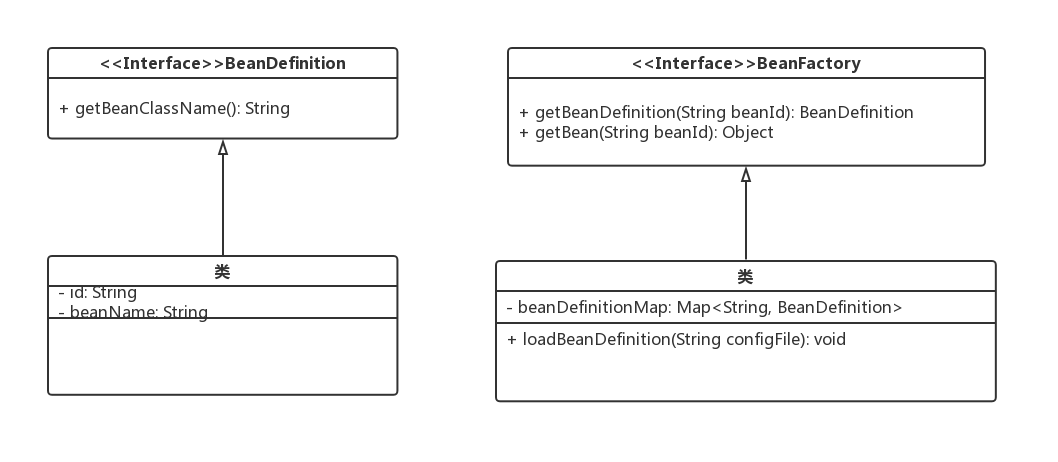 <<Interface>>BeanDefinition
+ getBeanClassName(): String
类
- id: String
- beanName: String
<<Interface>>BeanFactory
+ getBeanDefinition(String beanId): BeanDefinition
+ getBean(String beanId): Object
类
- beanDefinitionMap: Map<String, BeanDefinition>
+ loadBeanDefinition(String configFile): void